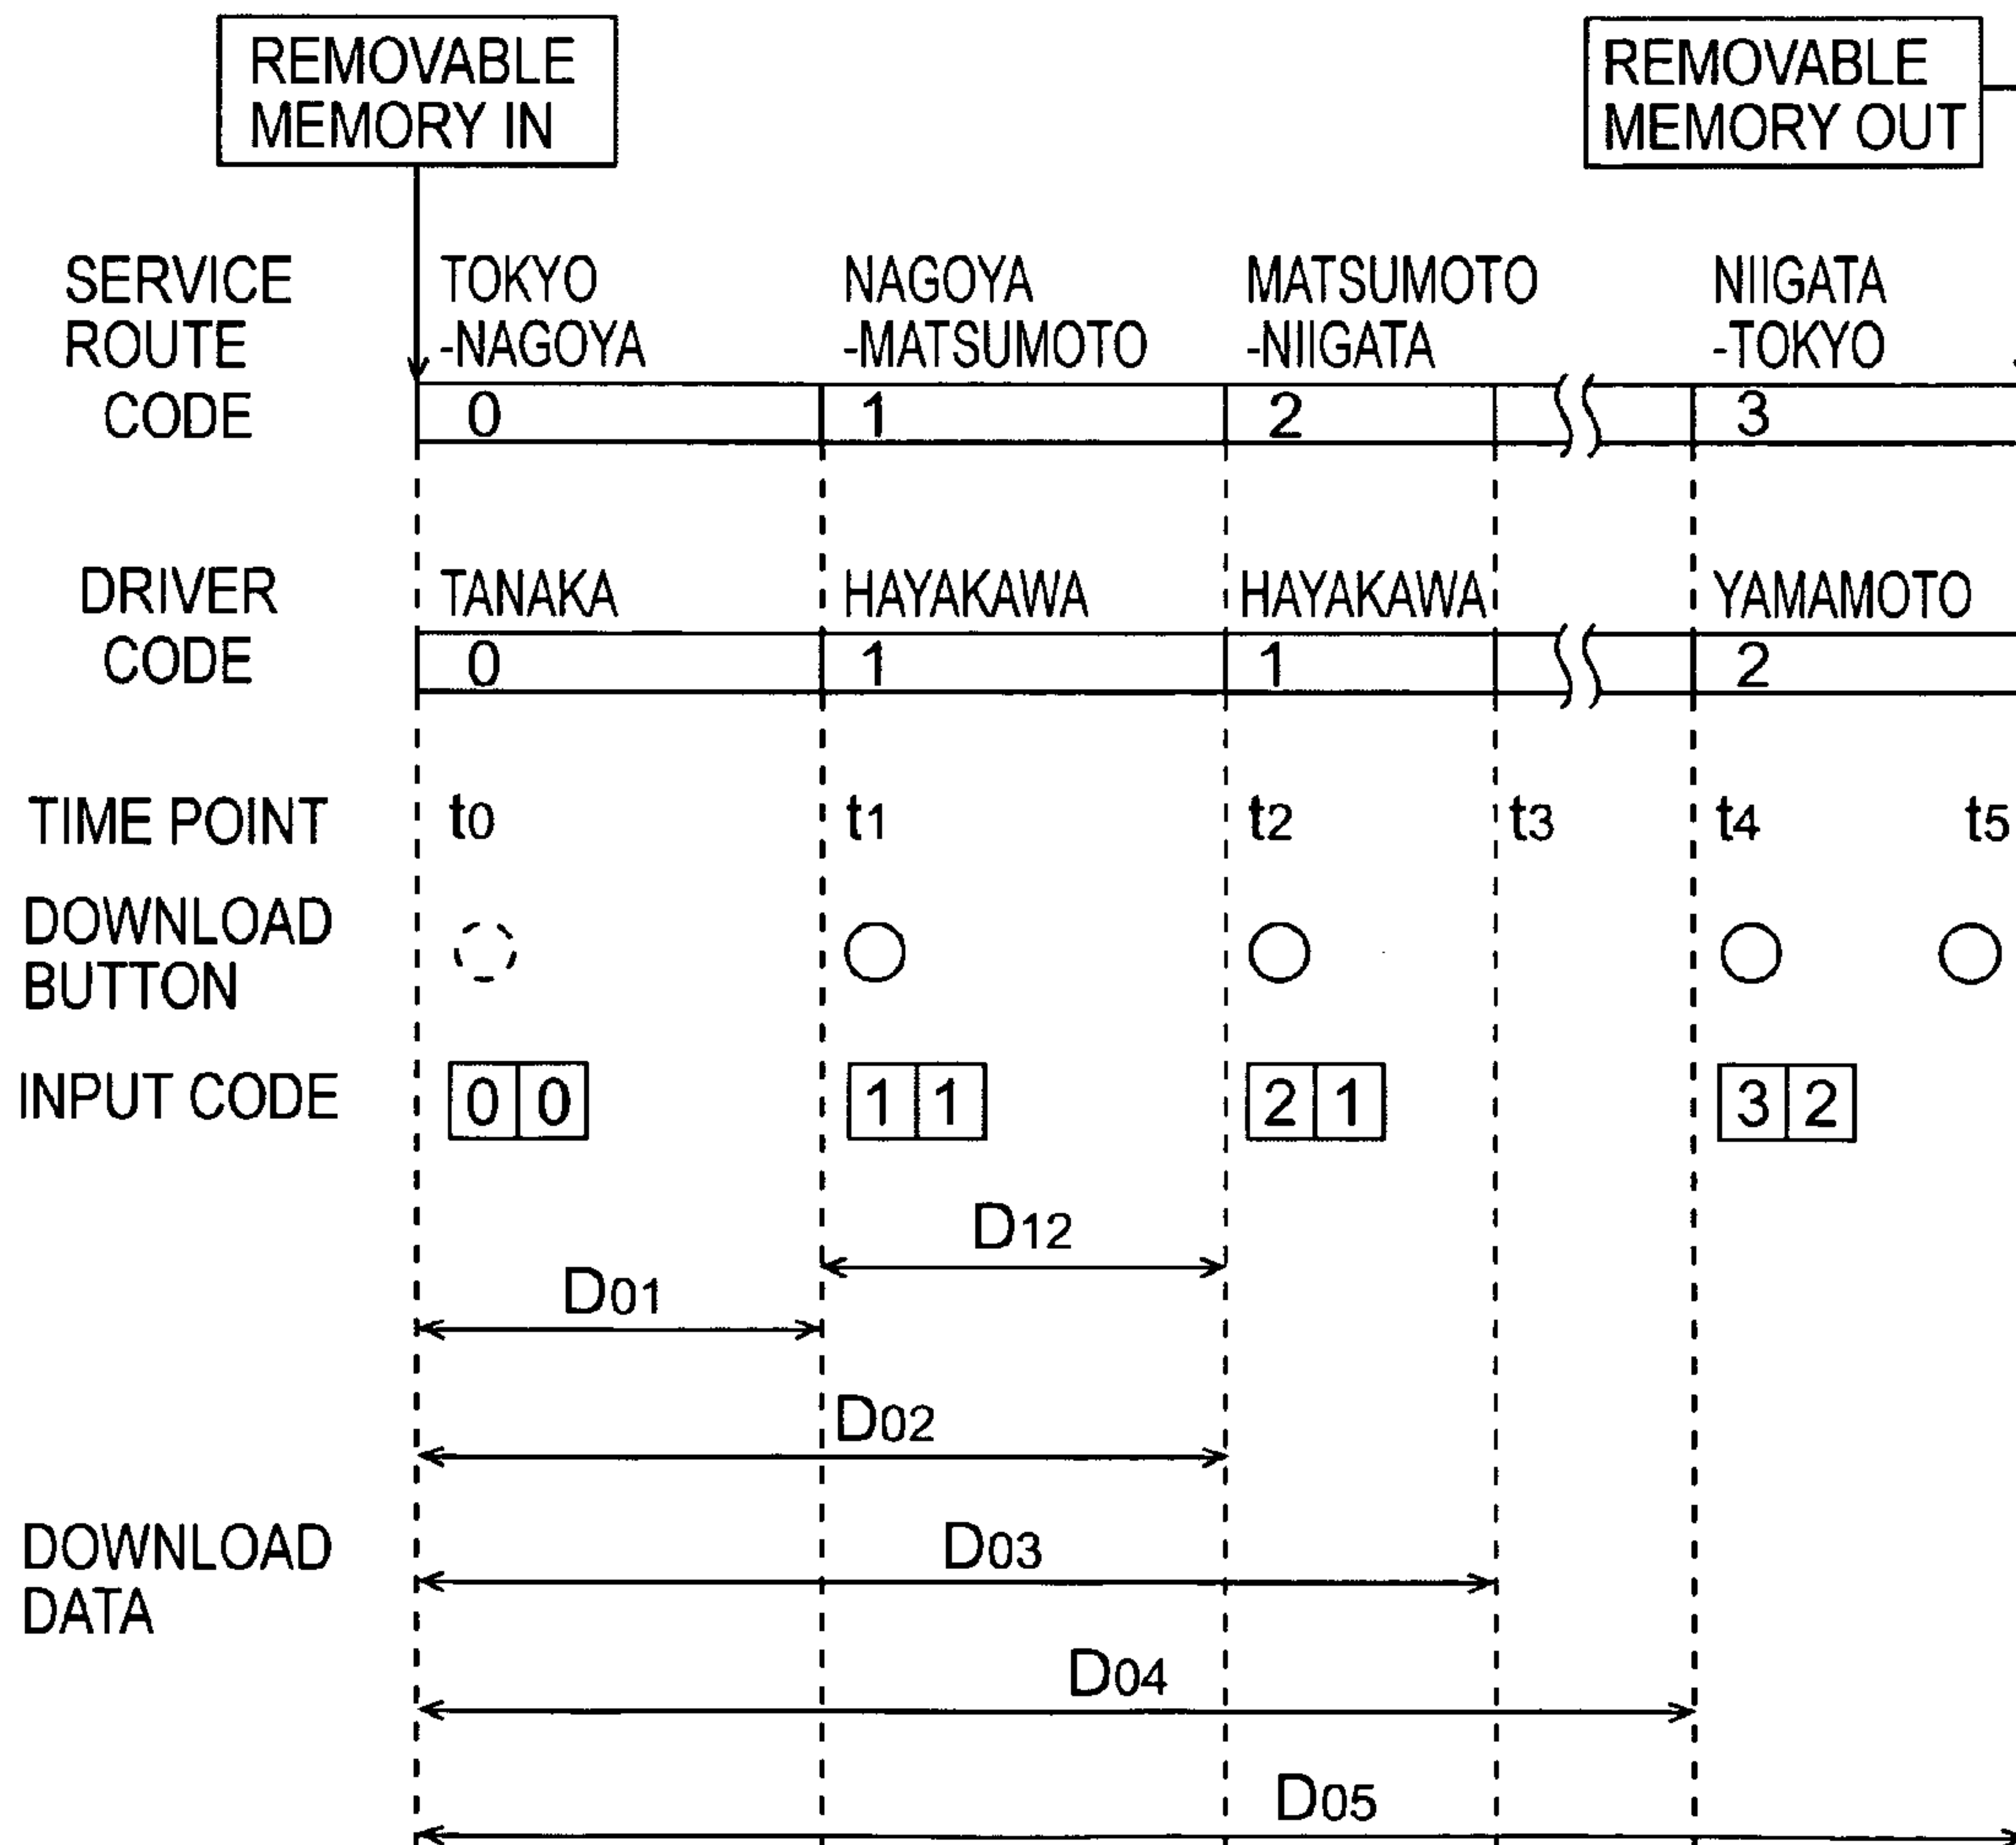 REMOVABLE
MEMORY IN
REMOVABLE
MEMORY OUT
SERVICE
ROUTE
CODE
TOKYO
-NAGOYA
NAGOYA
-MATSUMOTO
MATSUMOTO
-NIIGATA
NIIGATA
-TOKYO
0 1 2 3
DRIVER
CODE
TANAKA HAYAKAWA HAYAKAWA YAMAMOTO
0 1 1 2
TIME POINT t0 t1 t2 t3 t4 t5
DOWNLOAD
BUTTON
INPUT CODE 0 0 1 1 2 1 3 2
D12
D01
D02
DOWNLOAD
DATA
D03
D04
D05